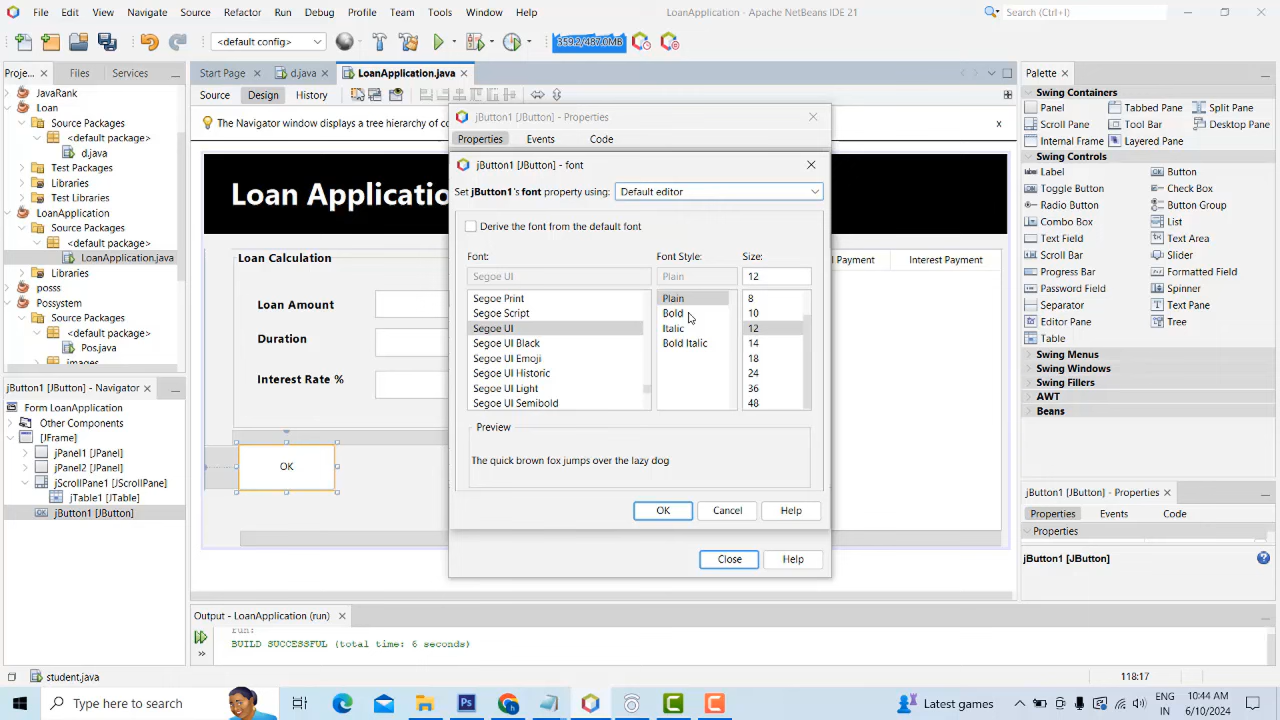 File Edit View Navigate Source Refactor Run Debug Profile Team Tools Window Help
LoanApplication - Apache NetBeans IDE 21
Search (Ctrl+I)
<default config>
359.2/487.0MB
Proje...
Files
Services
Start Page
d.java
LoanApplication.java
Palette
Source
Design
History
JavaRank
Loan
Source Packages
<default package>
d.java
Test Packages
Libraries
Test Libraries
LoanApplication
Source Packages
<default package>
LoanApplication.java
Libraries
posss
Possystem
Source Packages
<default package>
Pos.java
images
The Navigator window displays a tree hierarchy of co
x
Loan Applicatio
Loan Calculation
Loan Amount
Duration
Interest Rate %
OK
Payment
Interest Payment
jButton1 [JButton] - Properties
Properties
Events
Code
jButton1 [JButton] - font
Set jButton1's font property using:
Default editor
Derive the font from the default font
Font:
Font Style:
Size:
Segoe UI
Plain
12
Segoe Print
Plain
8
Segoe Script
Bold
10
Segoe UI
Italic
12
Segoe UI Black
Bold Italic
14
Segoe UI Emoji
18
Segoe UI Historic
24
Segoe UI Light
36
Segoe UI Semibold
48
Preview
The quick brown fox jumps over the lazy dog
OK
Cancel
Help
Close
Help
Swing Containers
Panel
Tabbed Pane
Split Pane
Scroll Pane
Tool Bar
Desktop Pane
Internal Frame
Layered Pane
Swing Controls
Label
Button
Toggle Button
Check Box
Radio Button
Button Group
Combo Box
List
Text Field
Text Area
Scroll Bar
Slider
Progress Bar
Formatted Field
Password Field
Spinner
Separator
Text Pane
Editor Pane
Tree
Table
Swing Menus
Swing Windows
Swing Fillers
AWT
Beans
jButton1 [JButton] - Navigator
Form LoanApplication
Other Components
[JFrame]
jPanel1 [JPanel]
jPanel2 [JPanel]
jScrollPane1 [JScrollPane]
jTable1 [JTable]
jButton1 [JButton]
jButton1 [JButton] - Properties
Properties
Events
Code
Properties
jButton1 [JButton]
Output - LoanApplication (run)
run:
BUILD SUCCESSFUL (total time: 6 seconds)
student.java
118:17
Type here to search
Latest games
IN
10:44 AM
6/10/2024